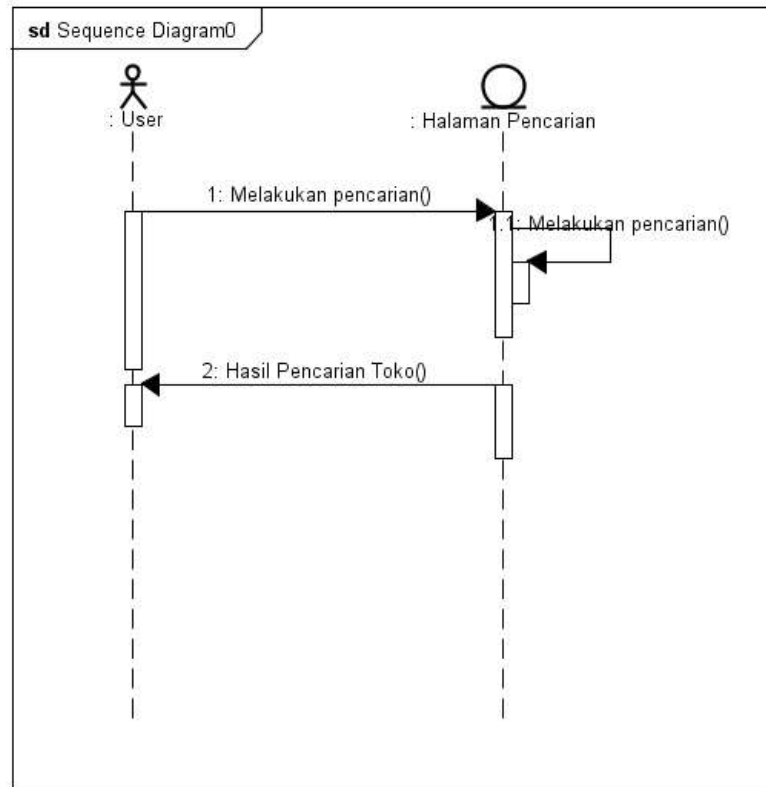 sd Sequence Diagram0
: User
: Halaman Pencarian
1: Melakukan pencarian()
1.1: Melakukan pencarian()
2: Hasil Pencarian Toko()